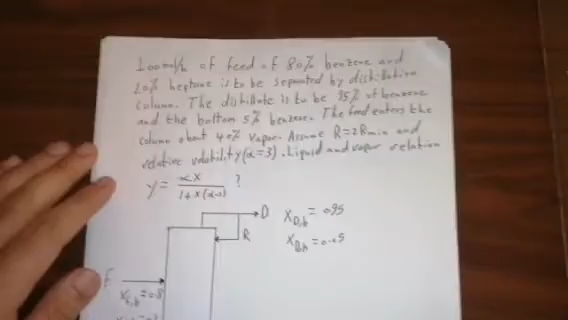 100 mol/h of feed of 80% benzene and
20% heptane is to be separated by distillation
column. The distillate is to be 95% of benzene
and the bottom 5% benzene. The feed enters the
column about 40% vapor. Assume R=2Rmin and
relative volatility (α=3). Liquid and vapor relation
y = αx / 1+x(α-1) ?
D
X D,b = 0.95
R
X B,b = 0.05
F
X F,b = 0.8